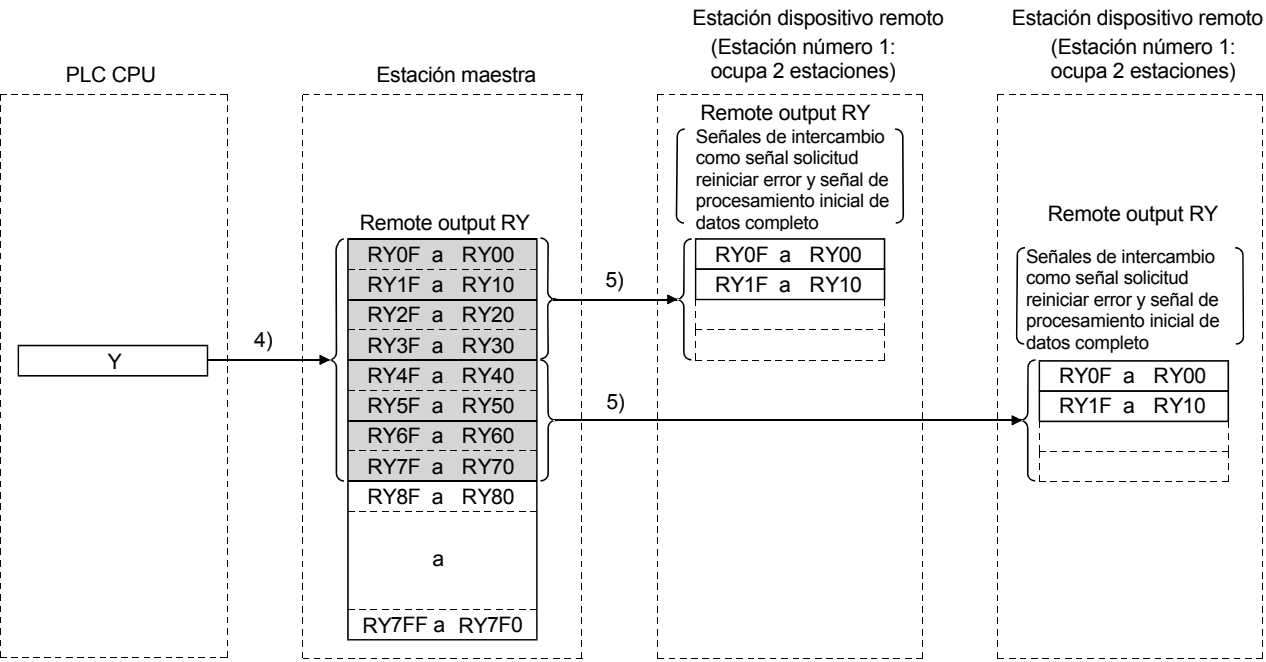 PLC CPU
Estación maestra
Estación dispositivo remoto
(Estación número 1:
ocupa 2 estaciones)
Estación dispositivo remoto
(Estación número 1:
ocupa 2 estaciones)
Y
4)
Remote output RY
RY0F a RY00
RY1F a RY10
RY2F a RY20
RY3F a RY30
RY4F a RY40
RY5F a RY50
RY6F a RY60
RY7F a RY70
RY8F a RY80
a
RY7FF a RY7F0
5)
5)
Remote output RY
Señales de intercambio
como señal solicitud
reiniciar error y señal de
procesamiento inicial de
datos completo
RY0F a RY00
RY1F a RY10
Remote output RY
Señales de intercambio
como señal solicitud
reiniciar error y señal de
procesamiento inicial de
datos completo
RY0F a RY00
RY1F a RY10